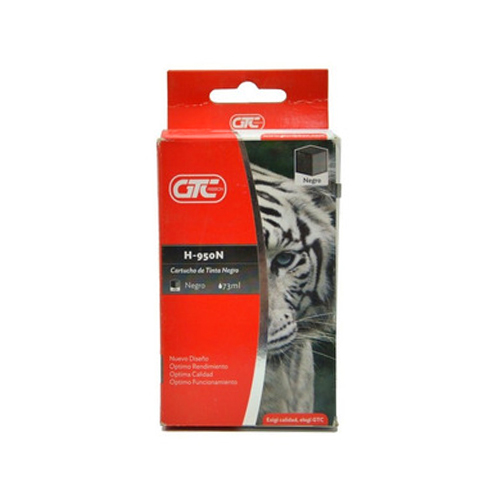 GTC
Negro
GTC
H-950N
Cartucho de Tinta Negro
Negro 73ml
Nuevo Diseño
Optimo Rendimiento
Optima Calidad
Optimo Funcionamiento
Exigí calidad, elegí GTC